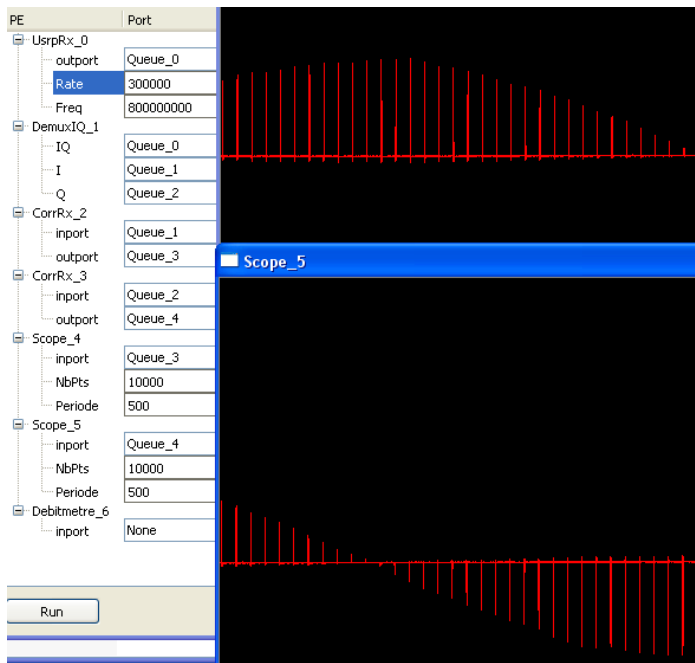 PE Port
UsrpRx_0
outport Queue_0
Rate 300000
Freq 800000000
DemuxIQ_1
IQ Queue_0
I Queue_1
Q Queue_2
CorrRx_2
inport Queue_1
outport Queue_3
CorrRx_3
inport Queue_2
outport Queue_4
Scope_4
inport Queue_3
NbPts 10000
Periode 500
Scope_5
inport Queue_4
NbPts 10000
Periode 500
Debitmetre_6
inport None
Run
Scope_5